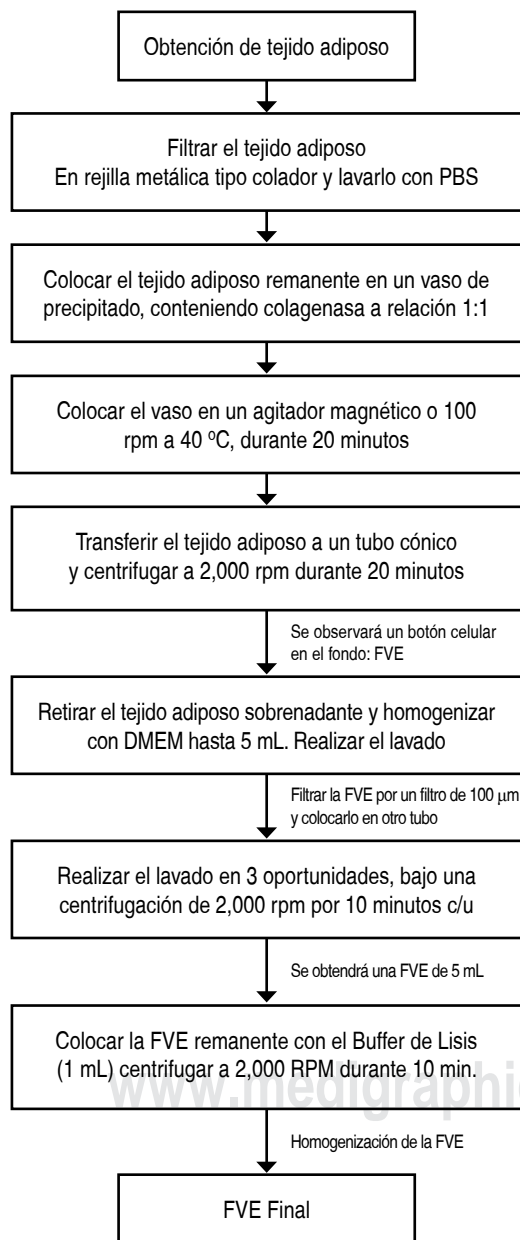 Obtención de tejido adiposo
Filtrar el tejido adiposo
En rejilla metálica tipo colador y lavarlo con PBS
Colocar el tejido adiposo remanente en un vaso de
precipitado, conteniendo colagenasa a relación 1:1
Colocar el vaso en un agitador magnético o 100
rpm a 40 ºC, durante 20 minutos
Transferir el tejido adiposo a un tubo cónico
y centrifugar a 2,000 rpm durante 20 minutos
Se observará un botón celular
en el fondo: FVE
Retirar el tejido adiposo sobrenadante y homogenizar
con DMEM hasta 5 mL. Realizar el lavado
Filtrar la FVE por un filtro de 100 μm
y colocarlo en otro tubo
Realizar el lavado en 3 oportunidades, bajo una
centrifugación de 2,000 rpm por 10 minutos c/u
Se obtendrá una FVE de 5 mL
Colocar la FVE remanente con el Buffer de Lisis
(1 mL) centrifugar a 2,000 RPM durante 10 min.
www.medigraphic
Homogenización de la FVE
FVE Final